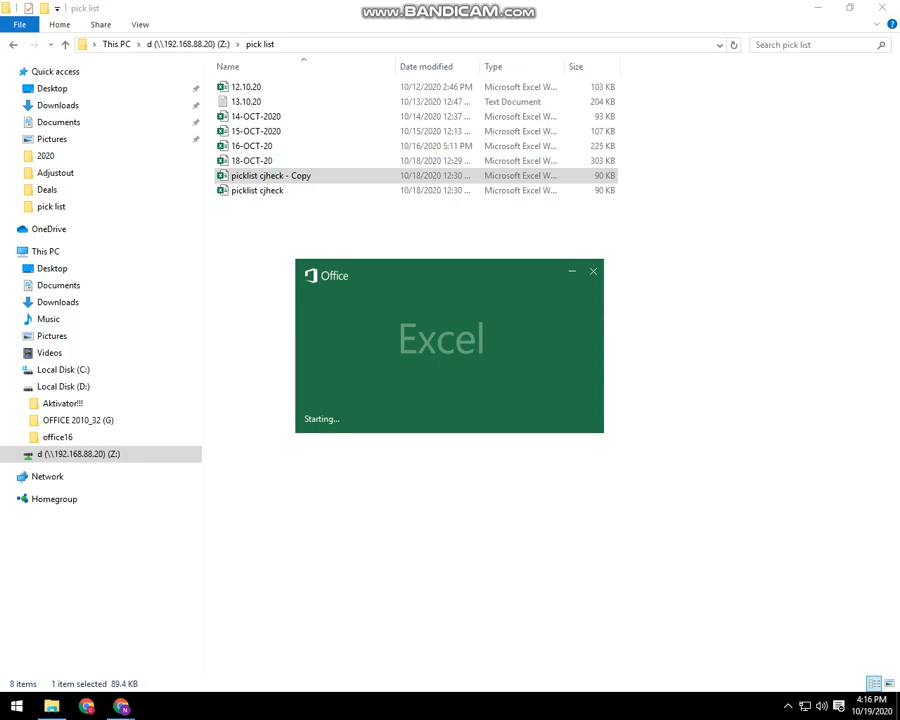 pick list
www.BANDICAM.com
File Home Share View
This PC d (\\192.168.88.20) (Z:) pick list
Search pick list
Name Date modified Type Size
12.10.20 10/12/2020 2:46 PM Microsoft Excel W... 103 KB
13.10.20 10/13/2020 12:47 ... Text Document 204 KB
14-OCT-2020 10/14/2020 12:37 ... Microsoft Excel W... 93 KB
15-OCT-2020 10/15/2020 12:13 ... Microsoft Excel W... 107 KB
16-OCT-20 10/16/2020 5:11 PM Microsoft Excel W... 225 KB
18-OCT-20 10/18/2020 12:29 ... Microsoft Excel W... 303 KB
picklist cjheck - Copy 10/18/2020 12:30 ... Microsoft Excel W... 90 KB
picklist cjheck 10/18/2020 12:30 ... Microsoft Excel W... 90 KB
Quick access
Desktop
Downloads
Documents
Pictures
2020
Adjustout
Deals
pick list
OneDrive
This PC
Desktop
Documents
Downloads
Music
Pictures
Videos
Local Disk (C:)
Local Disk (D:)
Aktivator!!!
OFFICE 2010_32 (G)
office16
d (\\192.168.88.20) (Z:)
Network
Homegroup
Office
Excel
Starting...
8 items 1 item selected 89.4 KB
4:16 PM
10/19/2020